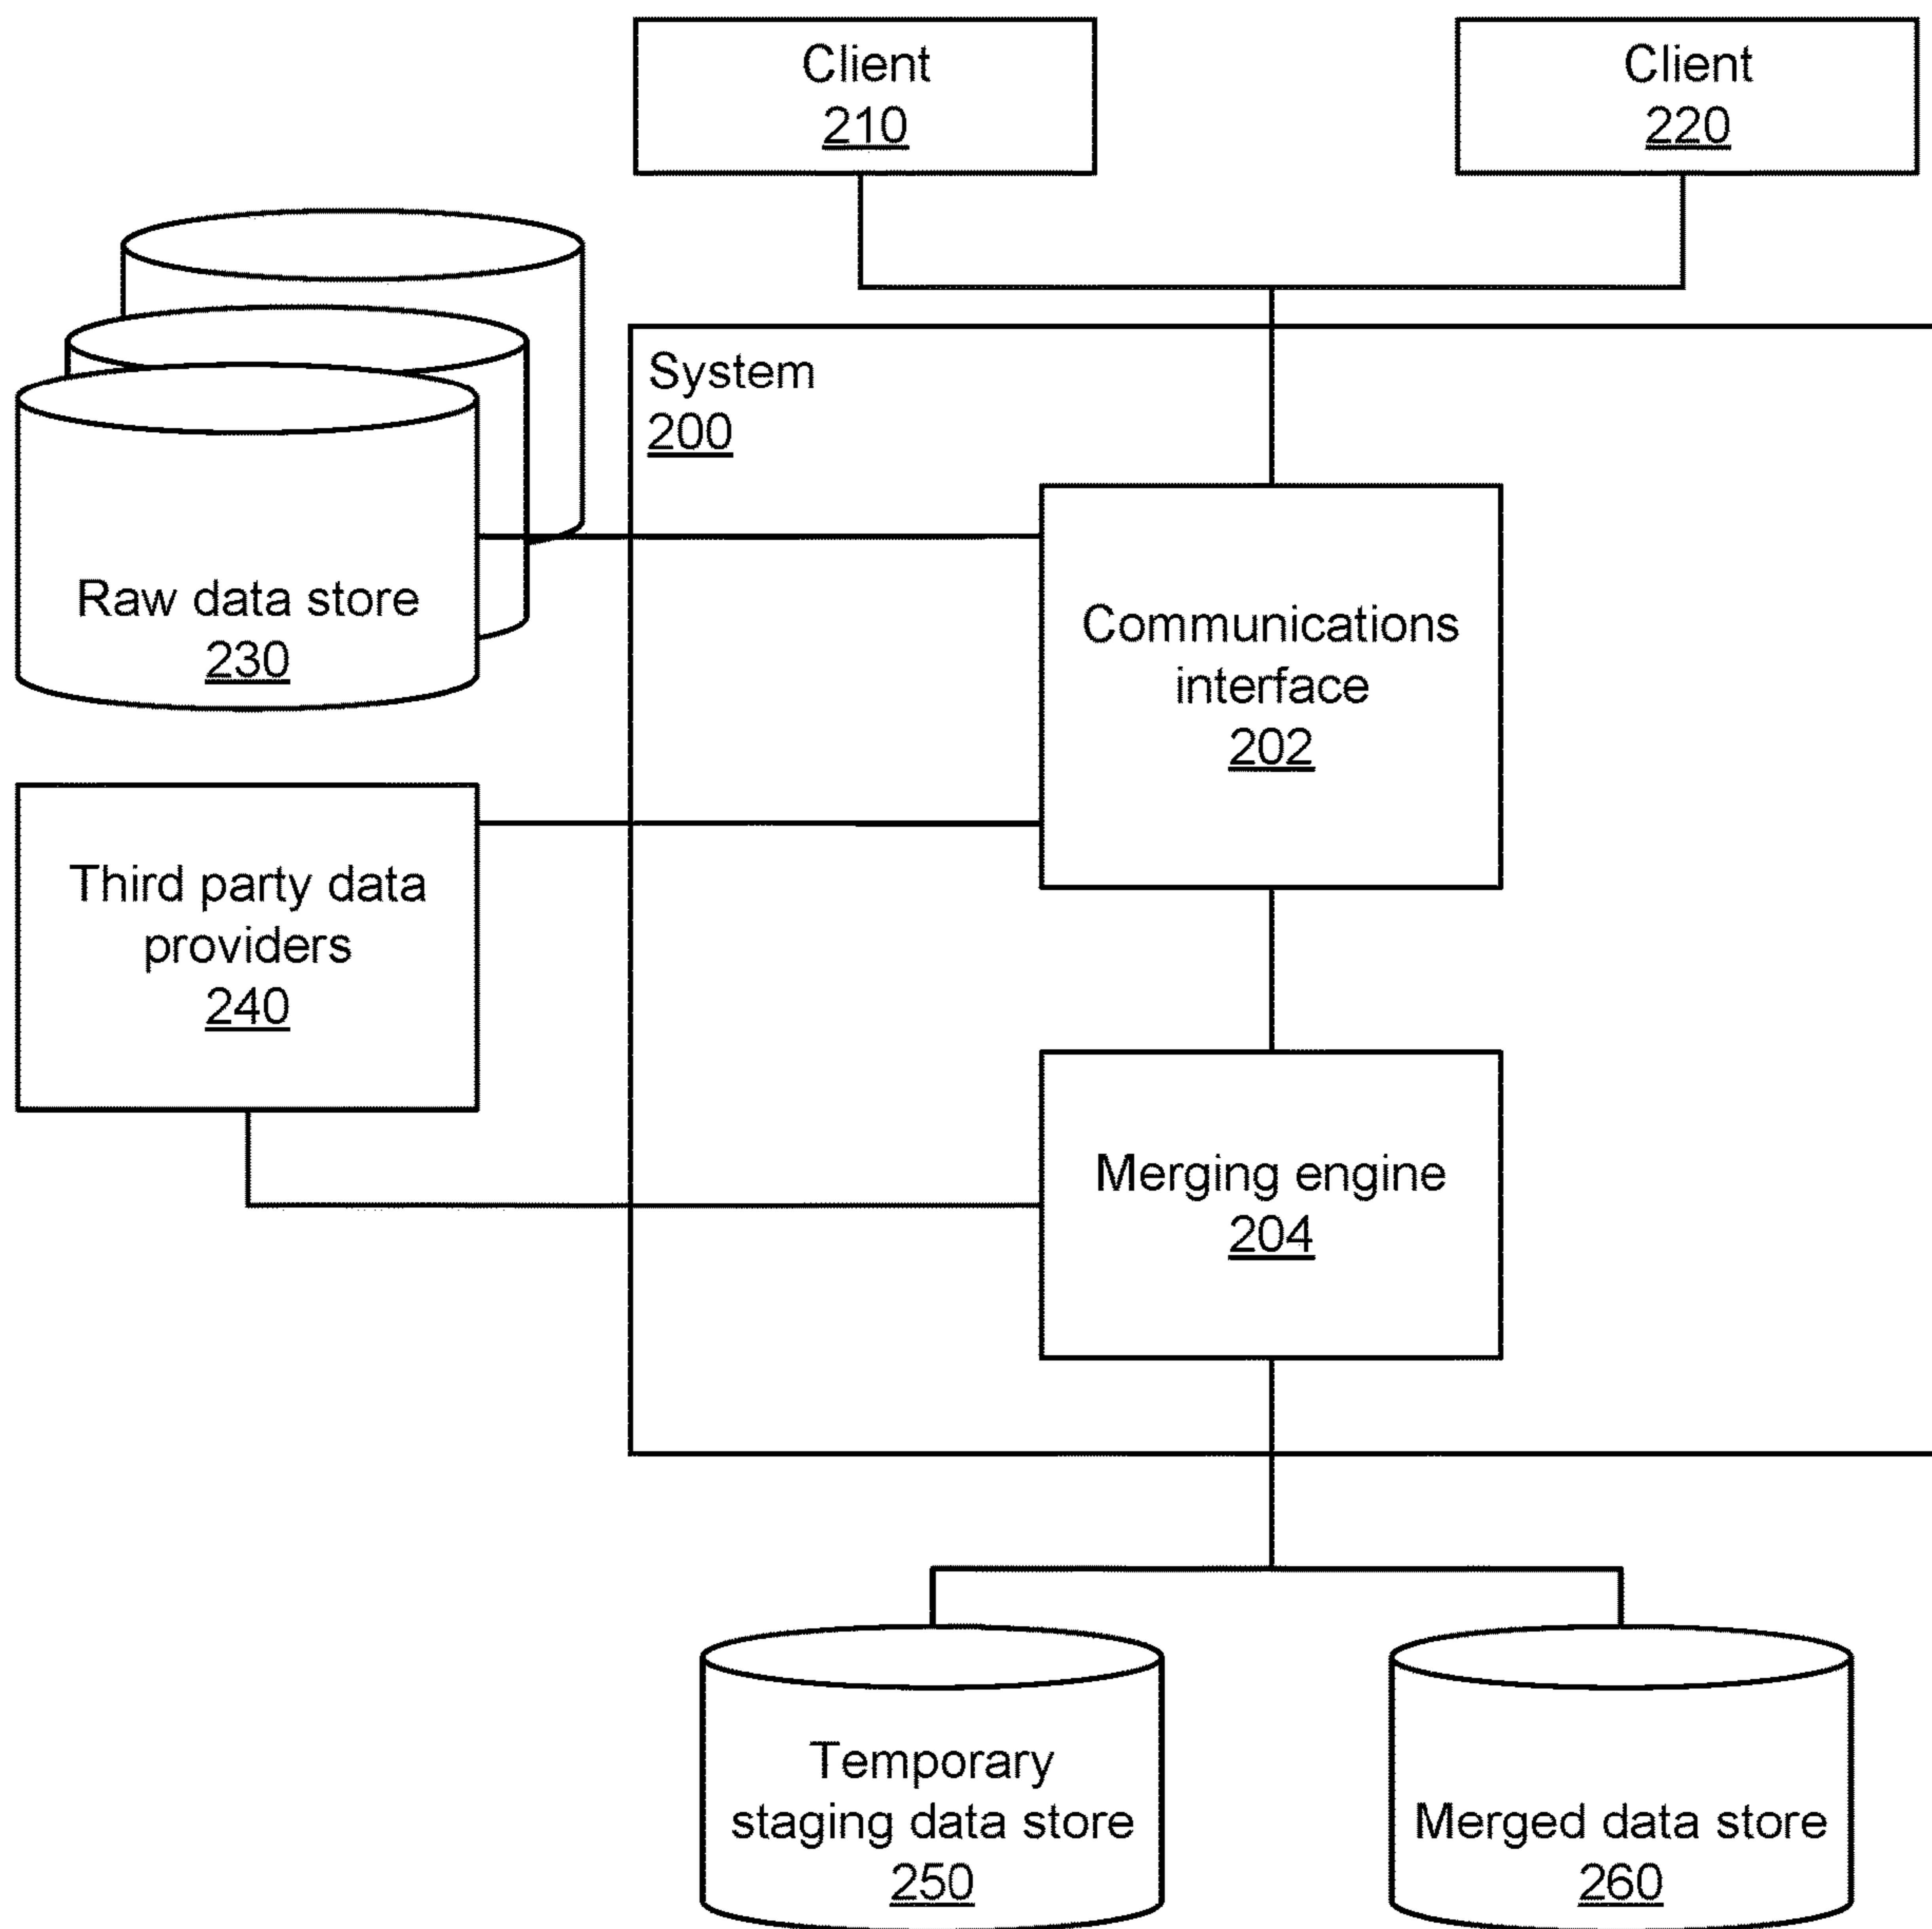 Client
210
Client
220
System
200
Raw data store
230
Communications
interface
202
Third party data
providers
240
Merging engine
204
Temporary
staging data store
250
Merged data store
260